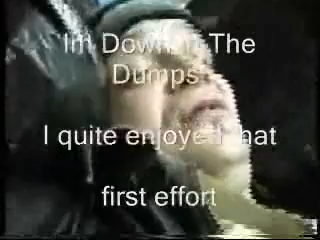 Im Down In The
Dumps
I quite enjoyed that
first effort